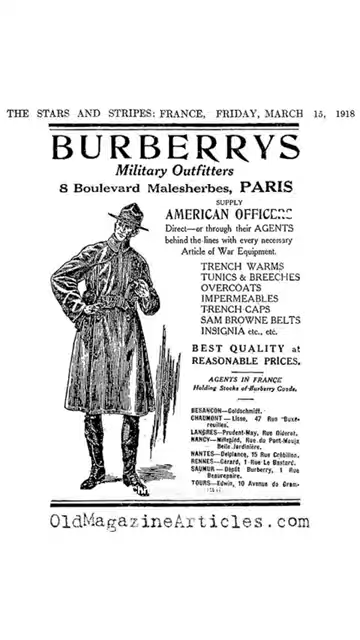 THE STARS AND STRIPES: FRANCE, FRIDAY, MARCH 15, 1918
BURBERRYS
Military Outfitters
8 Boulevard Malesherbes, PARIS
SUPPLY
AMERICAN OFFICERS
Direct—or through their AGENTS
behind the lines with every necessary
Article of War Equipment.
TRENCH WARMS
TUNICS & BREECHES
OVERCOATS
IMPERMEABLES
TRENCH CAPS
SAM BROWNE BELTS
INSIGNIA etc., etc.
BEST QUALITY at
REASONABLE PRICES.
AGENTS IN FRANCE
Holding Stocks of Burberry Goods.
BESANCON—Goldschmidt.
CHAUMONT—Lisse, 47 Rue
LANGRES—Prudent-May, Rue Diderot.
NANCY— Rue du Pont-Mouja
Belle Jardinière.
NANTES—Delplance, 15 Rue Crébillon.
RENNES—Gérard, 1 Rue Le Bastard.
SAUMUR—Dépôt Burberry, 1 Rue
Beaurepaire.
TOURS—Edwin, 10 Avenue de Gram-
OldMagazineArticles.com